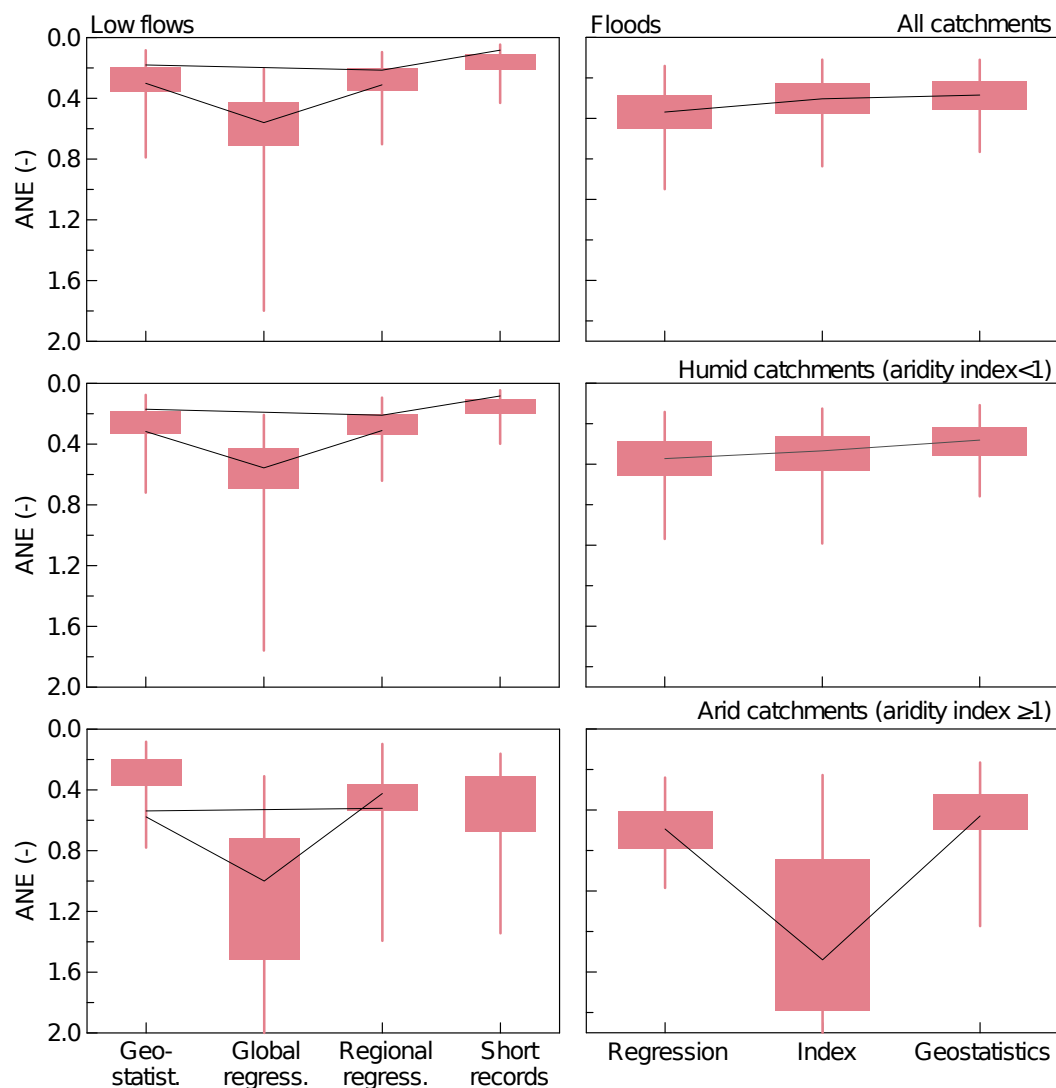 Low flows
Floods
All catchments
ANE (-)
0.0
0.4
0.8
1.2
1.6
2.0
Humid catchments (aridity index<1)
ANE (-)
0.0
0.4
0.8
1.2
1.6
2.0
Arid catchments (aridity index ≥1)
ANE (-)
0.0
0.4
0.8
1.2
1.6
2.0
Geo-
statist.
Global
regress.
Regional
regress.
Short
records
Regression
Index
Geostatistics